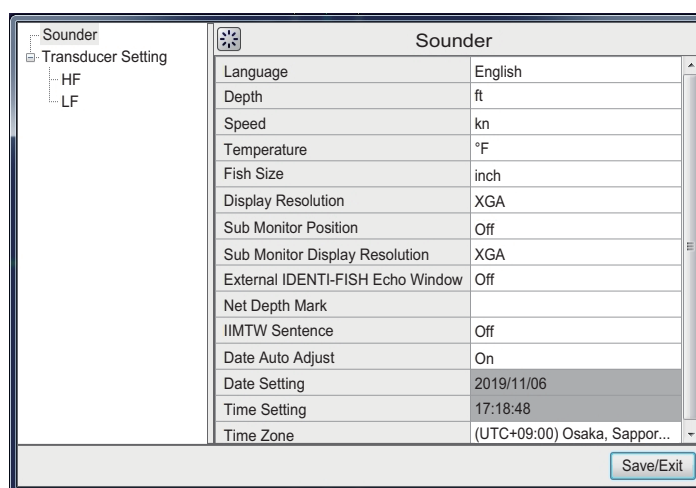 Sounder
Transducer Setting
HF
LF
Sounder
Language English
Depth ft
Speed kn
Temperature °F
Fish Size inch
Display Resolution XGA
Sub Monitor Position Off
Sub Monitor Display Resolution XGA
External IDENTI-FISH Echo Window Off
Net Depth Mark
IIMTW Sentence Off
Date Auto Adjust On
Date Setting 2019/11/06
Time Setting 17:18:48
Time Zone (UTC+09:00) Osaka, Sappor...
Save/Exit